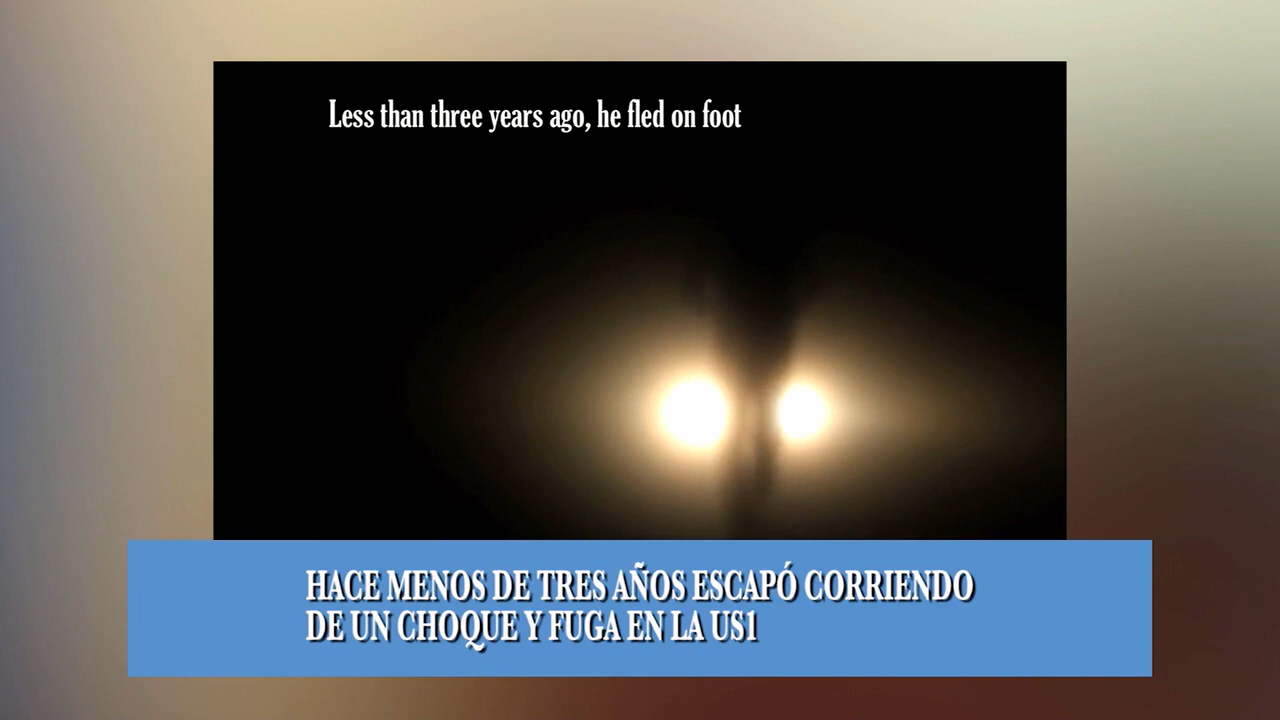 Less than three years ago, he fled on foot
HACE MENOS DE TRES AÑOS ESCAPÓ CORRIENDO
DE UN CHOQUE Y FUGA EN LA US1